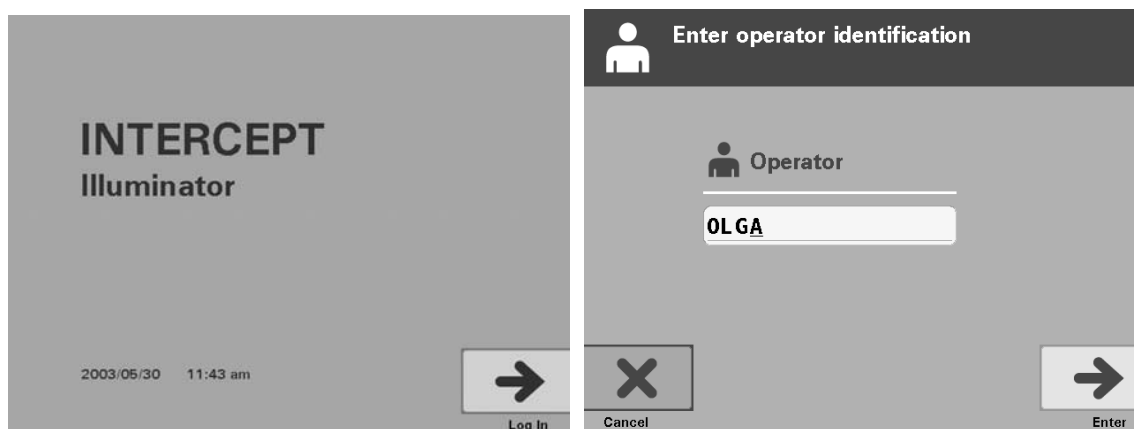 INTERCEPT
Illuminator
2003/05/30 11:43 am
Log In
Enter operator identification
Operator
OLGA
Cancel
Enter